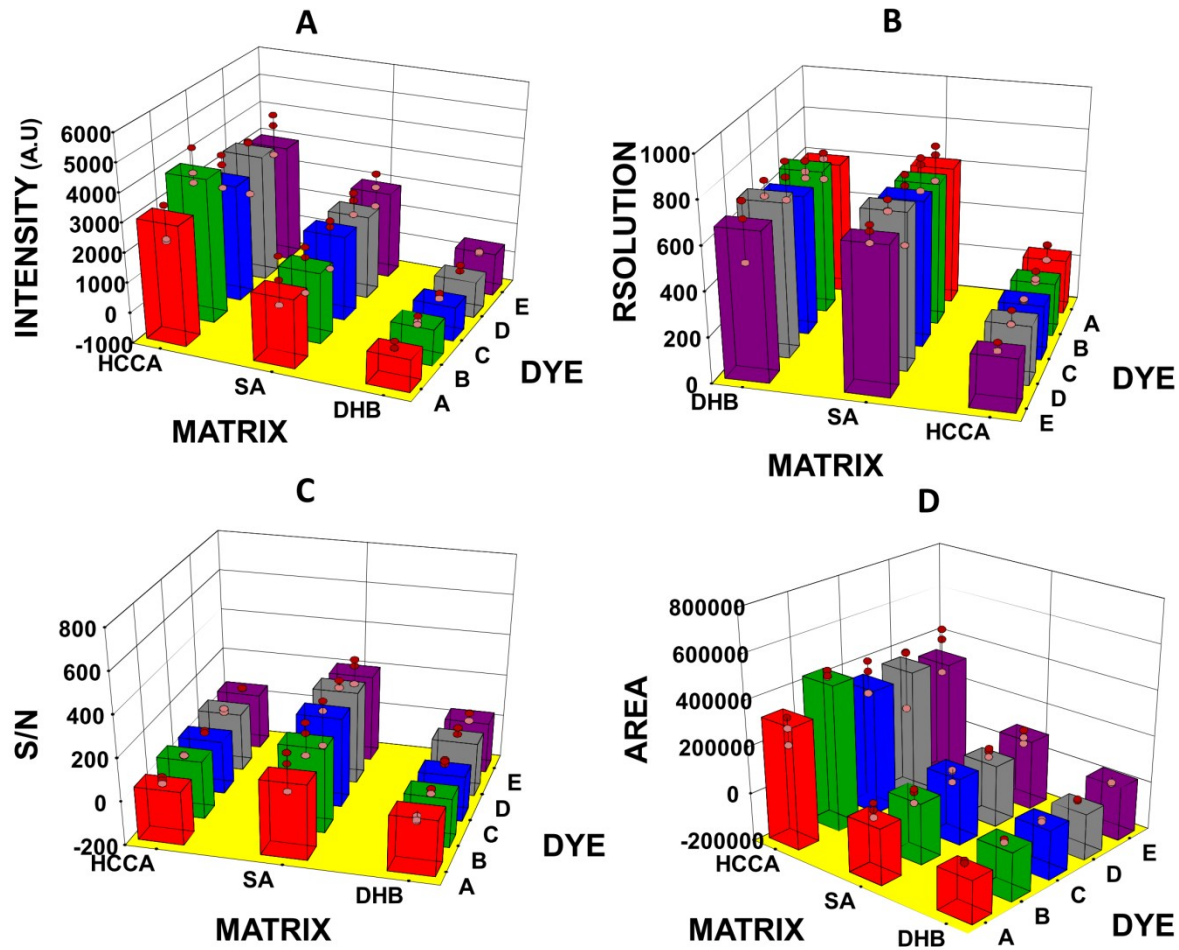 A
INTENSITY (A.U)
6000
5000
4000
3000
2000
1000
0
-1000
HCCA
SA
DHB
MATRIX
A
B
C
D
E
DYE
B
RSOLUTION
1000
800
600
400
200
0
DHB
SA
HCCA
MATRIX
A
B
C
D
E
DYE
C
S/N
800
600
400
200
0
-200
HCCA
SA
DHB
MATRIX
A
B
C
D
E
DYE
D
AREA
800000
600000
400000
200000
0
-200000
HCCA
SA
DHB
MATRIX
A
B
C
D
E
DYE